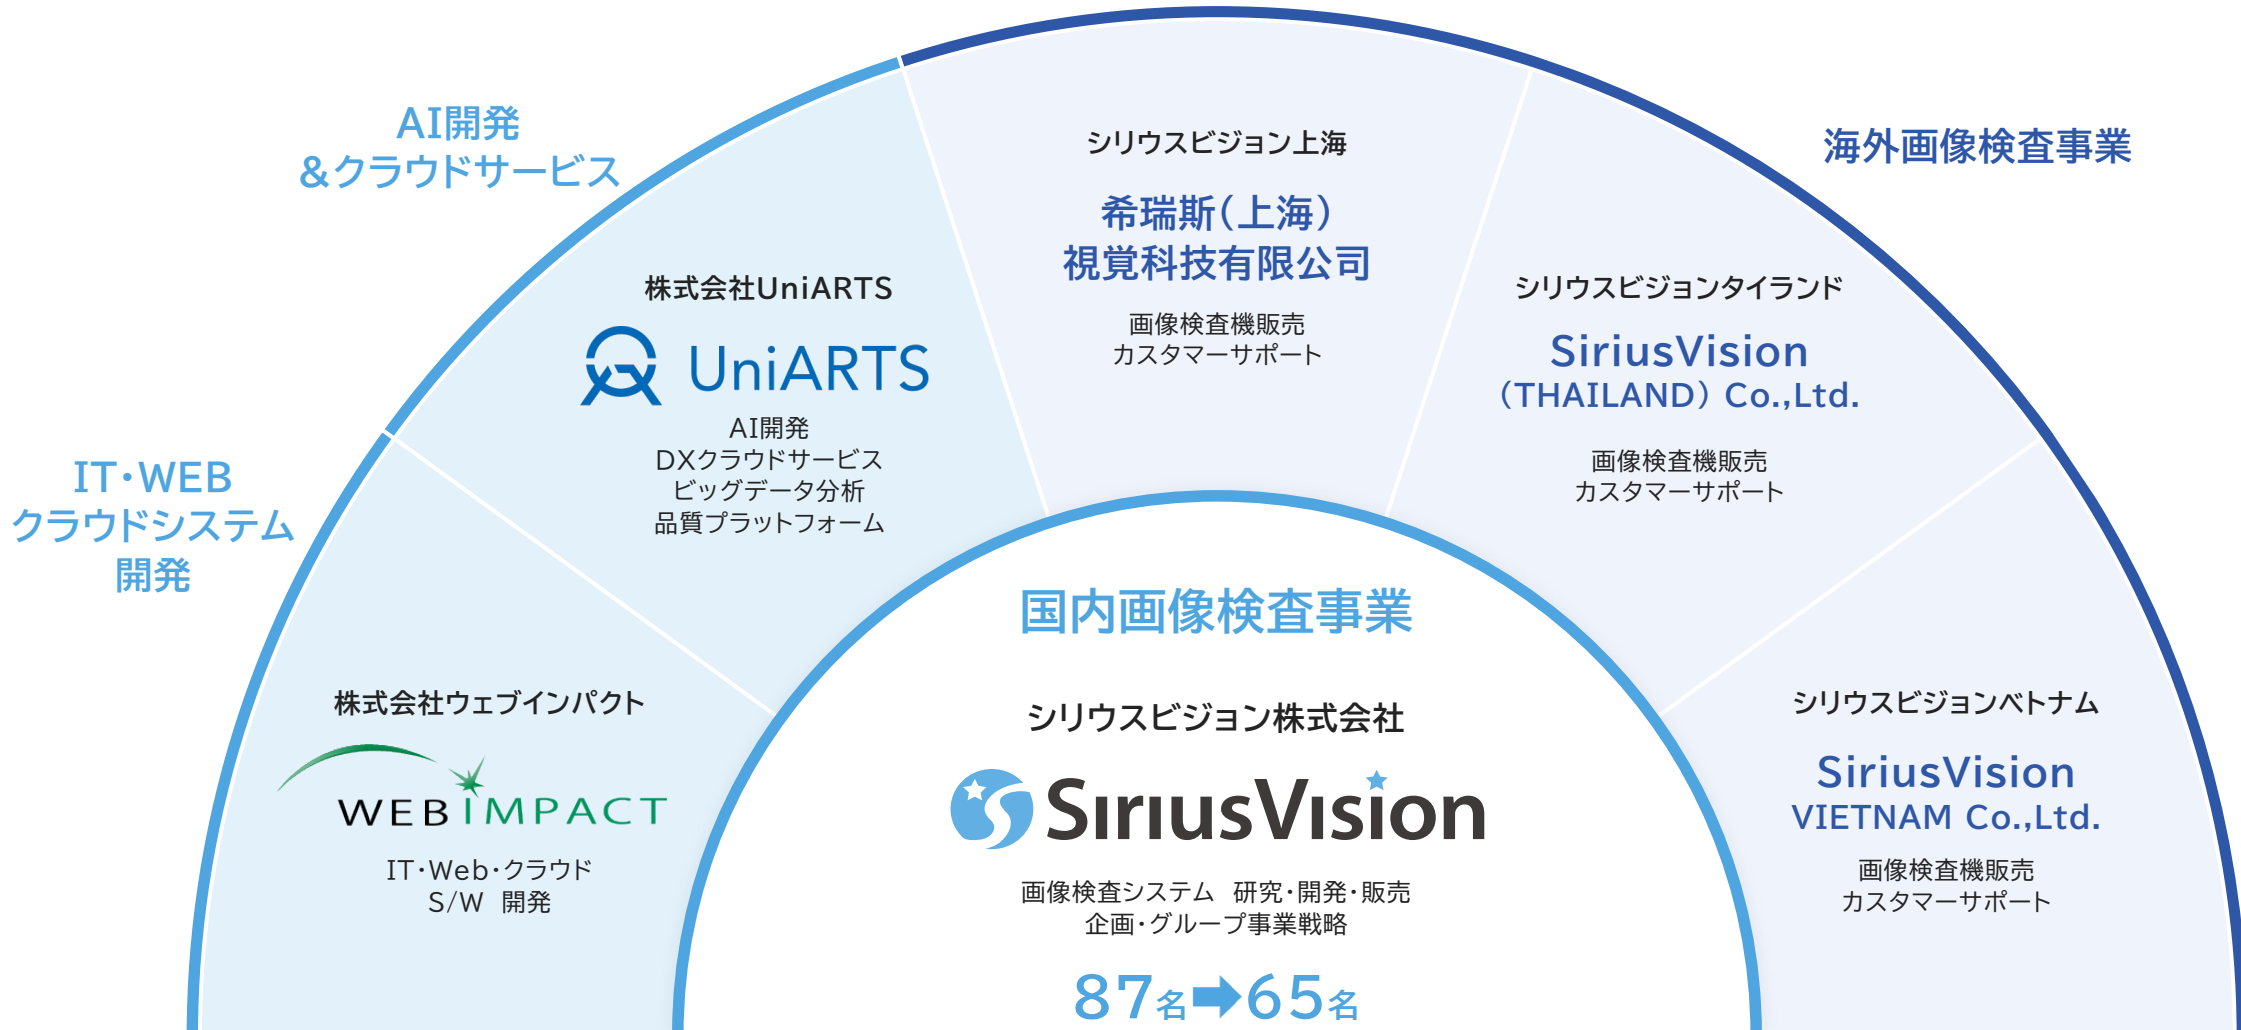 AI開発
&クラウドサービス
IT・WEB
クラウドシステム
開発
海外画像検査事業
株式会社ウェブインパクト
WEB IMPACT
IT・Web・クラウド
S/W 開発
株式会社UniARTS
UniARTS
AI開発
DXクラウドサービス
ビッグデータ分析
品質プラットフォーム
シリウスビジョン上海
希瑞斯（上海）
視覚科技有限公司
画像検査機販売
カスタマーサポート
シリウスビジョンタイランド
SiriusVision
（THAILAND）Co.,Ltd.
画像検査機販売
カスタマーサポート
シリウスビジョンベトナム
SiriusVision
VIETNAM Co.,Ltd.
画像検査機販売
カスタマーサポート
国内画像検査事業
シリウスビジョン株式会社
SiriusVision
画像検査システム 研究・開発・販売
企画・グループ事業戦略
87名➡65名